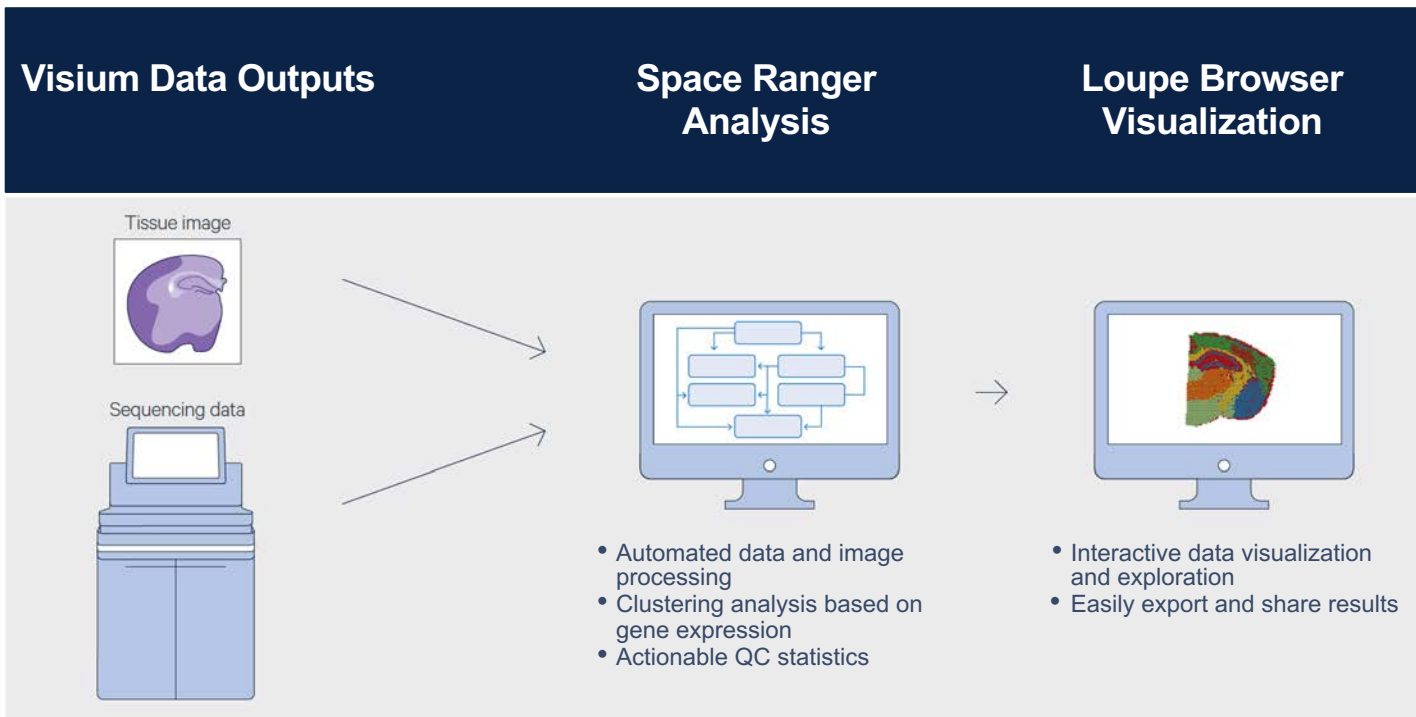 Visium Data Outputs
Space Ranger
Analysis
Loupe Browser
Visualization
Tissue image
Sequencing data
• Automated data and image
processing
• Clustering analysis based on
gene expression
• Actionable QC statistics
• Interactive data visualization
and exploration
• Easily export and share results